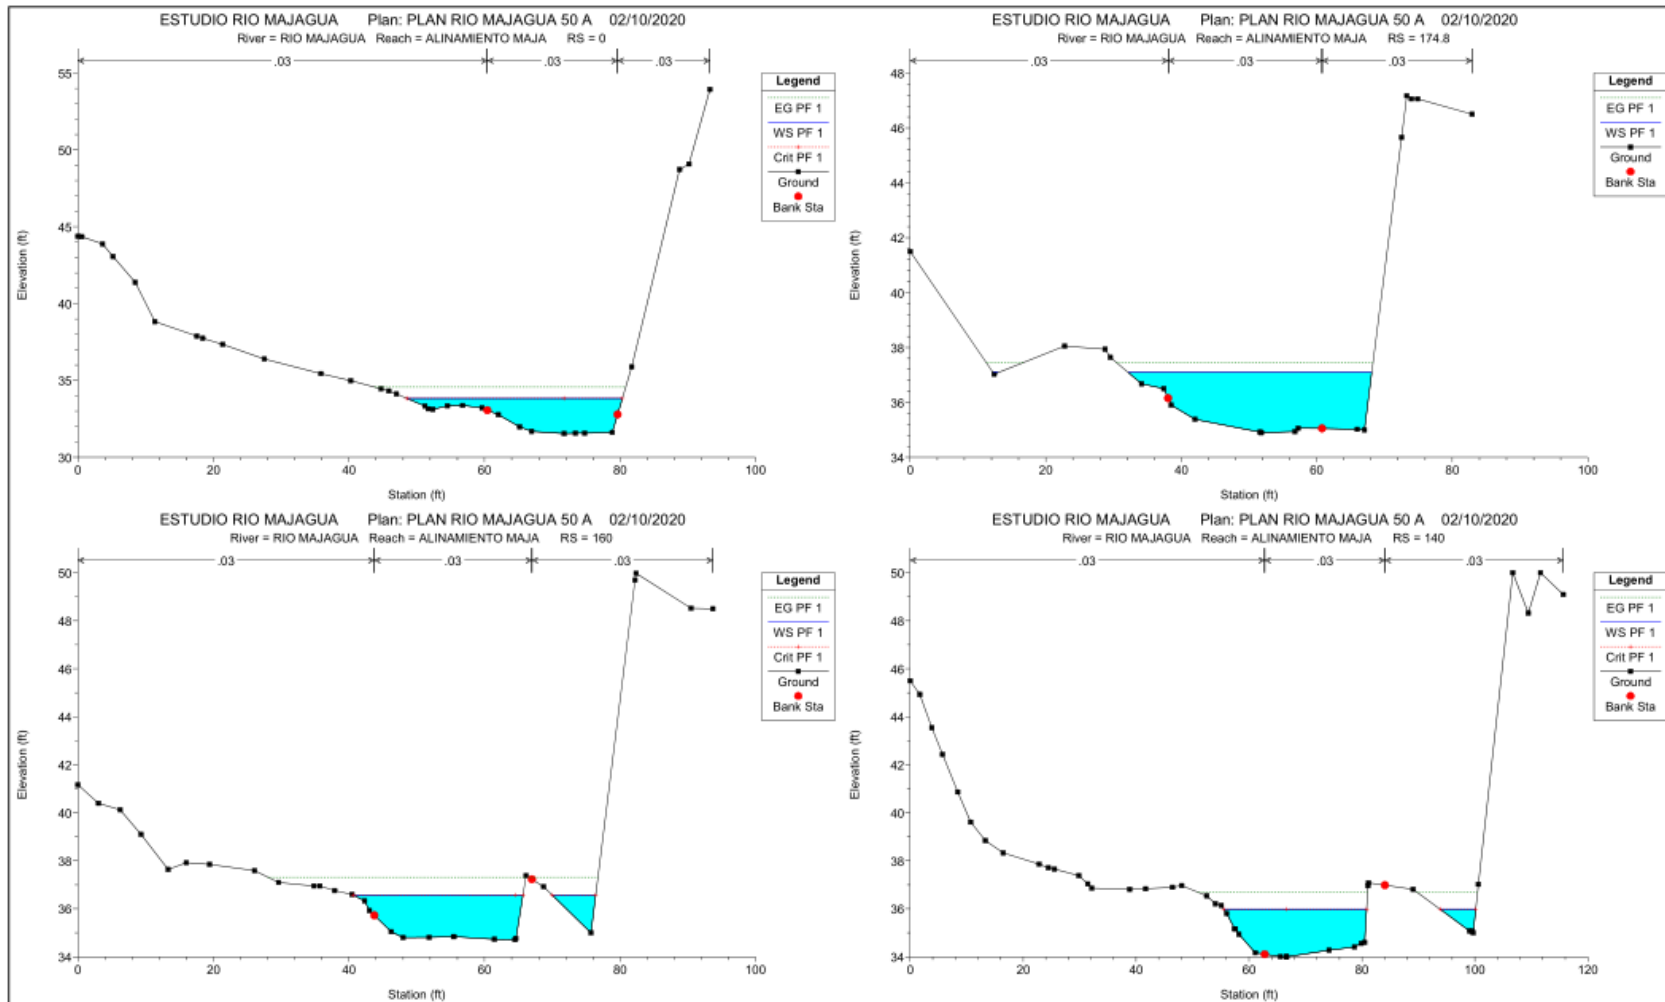 ESTUDIO RIO MAJAGUA Plan: PLAN RIO MAJAGUA 50 A 02/10/2020
River = RIO MAJAGUA Reach = ALINAMIENTO MAJA RS = 0
.03 .03 .03
55
50
45
40
35
30
Elevation (ft)
0 20 40 60 80 100
Station (ft)
Legend
EG PF 1
WS PF 1
Crit PF 1
Ground
Bank Sta
ESTUDIO RIO MAJAGUA Plan: PLAN RIO MAJAGUA 50 A 02/10/2020
River = RIO MAJAGUA Reach = ALINAMIENTO MAJA RS = 174.8
.03 .03 .03
48
46
44
42
40
38
36
34
Elevation (ft)
0 20 40 60 80 100
Station (ft)
Legend
EG PF 1
WS PF 1
Ground
Bank Sta
ESTUDIO RIO MAJAGUA Plan: PLAN RIO MAJAGUA 50 A 02/10/2020
River = RIO MAJAGUA Reach = ALINAMIENTO MAJA RS = 160
.03 .03 .03
50
48
46
44
42
40
38
36
34
Elevation (ft)
0 20 40 60 80 100
Station (ft)
Legend
EG PF 1
WS PF 1
Crit PF 1
Ground
Bank Sta
ESTUDIO RIO MAJAGUA Plan: PLAN RIO MAJAGUA 50 A 02/10/2020
River = RIO MAJAGUA Reach = ALINAMIENTO MAJA RS = 140
.03 .03 .03
50
48
46
44
42
40
38
36
34
Elevation (ft)
0 20 40 60 80 100 120
Station (ft)
Legend
EG PF 1
WS PF 1
Crit PF 1
Ground
Bank Sta